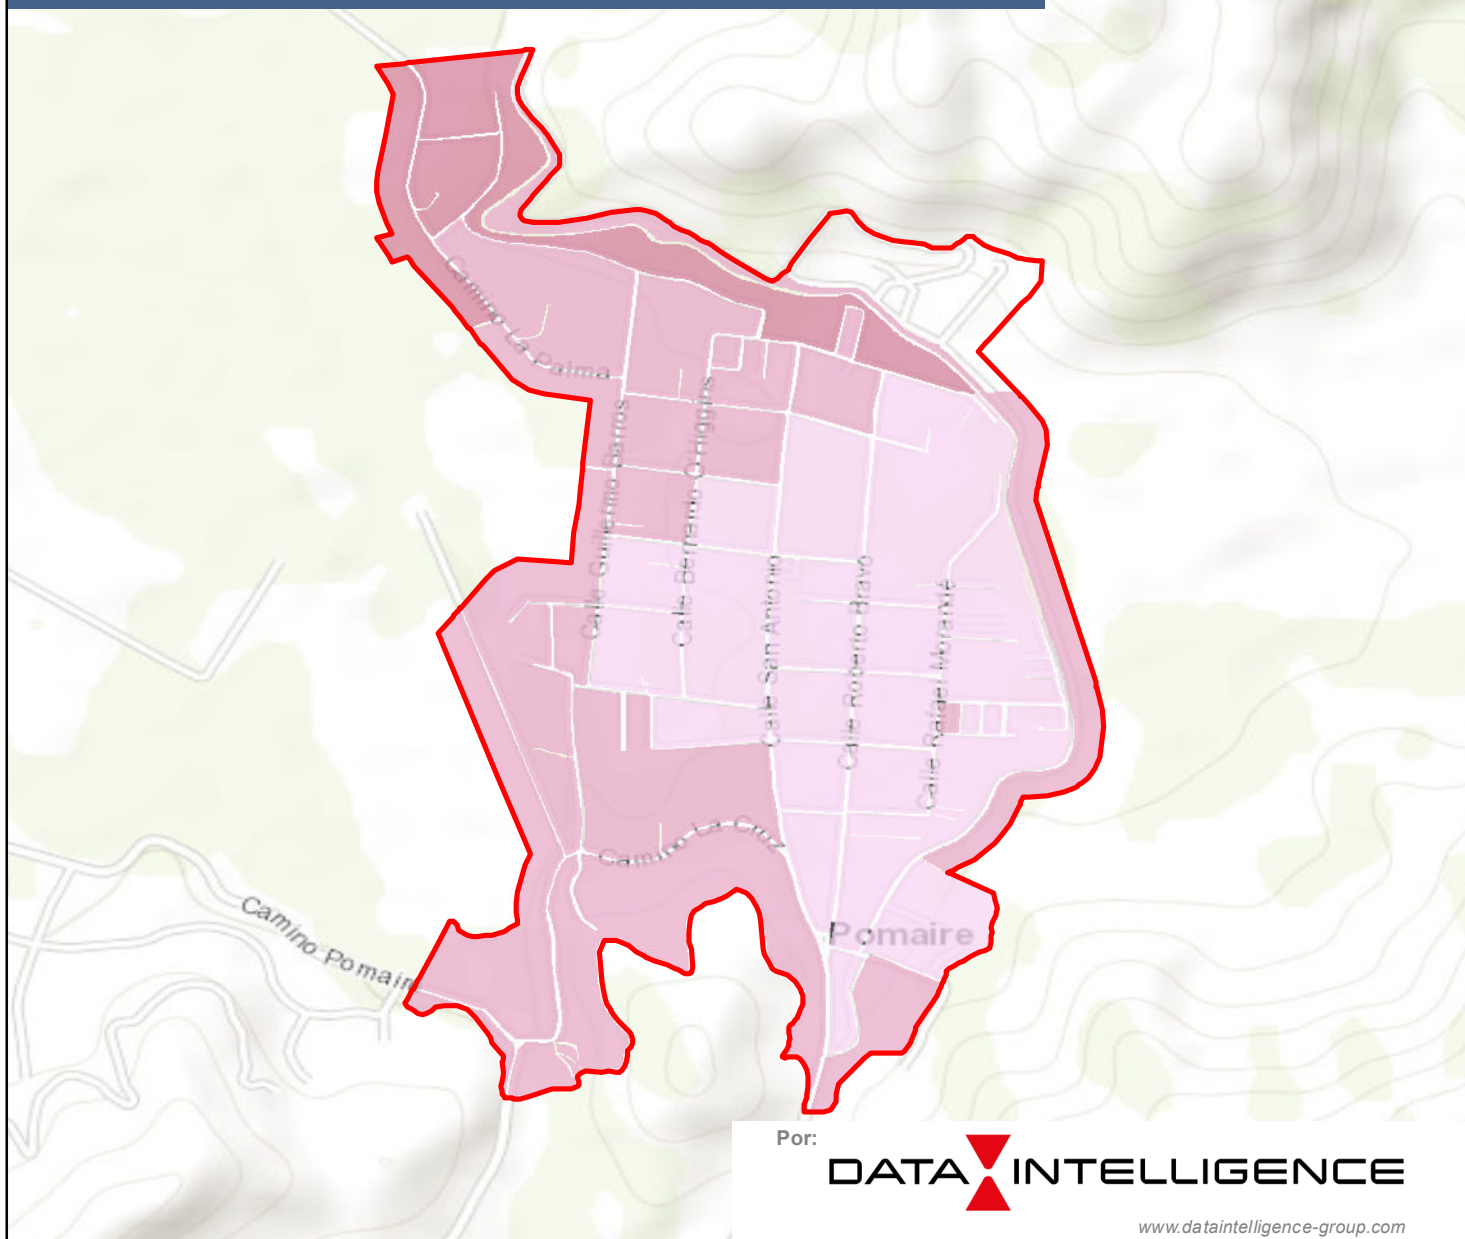 Camino La Palma
Calle Guillermo Barros
Calle Bernardo O'Higgins
Calle San Antonio
Calle Roberto Bravo
Calle Rafael Morandé
Camino La Cruz
Camino Pomaire
Pomaire
Por:
DATA INTELLIGENCE
www.dataintelligence-group.com